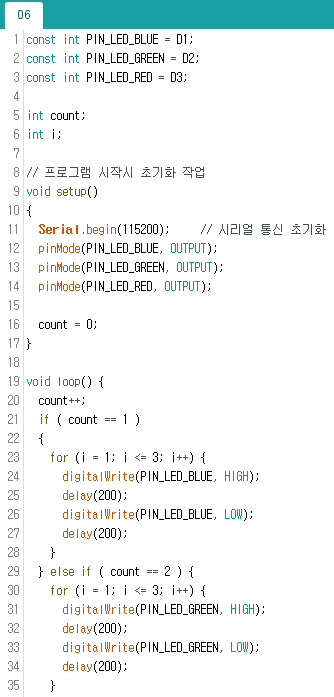 06
1 const int PIN_LED_BLUE = D1;
2 const int PIN_LED_GREEN = D2;
3 const int PIN_LED_RED = D3;
4
5 int count;
6 int i;
7
8 // 프로그램 시작시 초기화 작업
9 void setup()
10 {
11   Serial.begin(115200);    // 시리얼 통신 초기화
12   pinMode(PIN_LED_BLUE, OUTPUT);
13   pinMode(PIN_LED_GREEN, OUTPUT);
14   pinMode(PIN_LED_RED, OUTPUT);
15
16   count = 0;
17 }
18
19 void loop() {
20   count++;
21   if ( count == 1 )
22   {
23     for (i = 1; i <= 3; i++) {
24       digitalWrite(PIN_LED_BLUE, HIGH);
25       delay(200);
26       digitalWrite(PIN_LED_BLUE, LOW);
27       delay(200);
28     }
29   } else if ( count == 2 ) {
30     for (i = 1; i <= 3; i++) {
31       digitalWrite(PIN_LED_GREEN, HIGH);
32       delay(200);
33       digitalWrite(PIN_LED_GREEN, LOW);
34       delay(200);
35     }